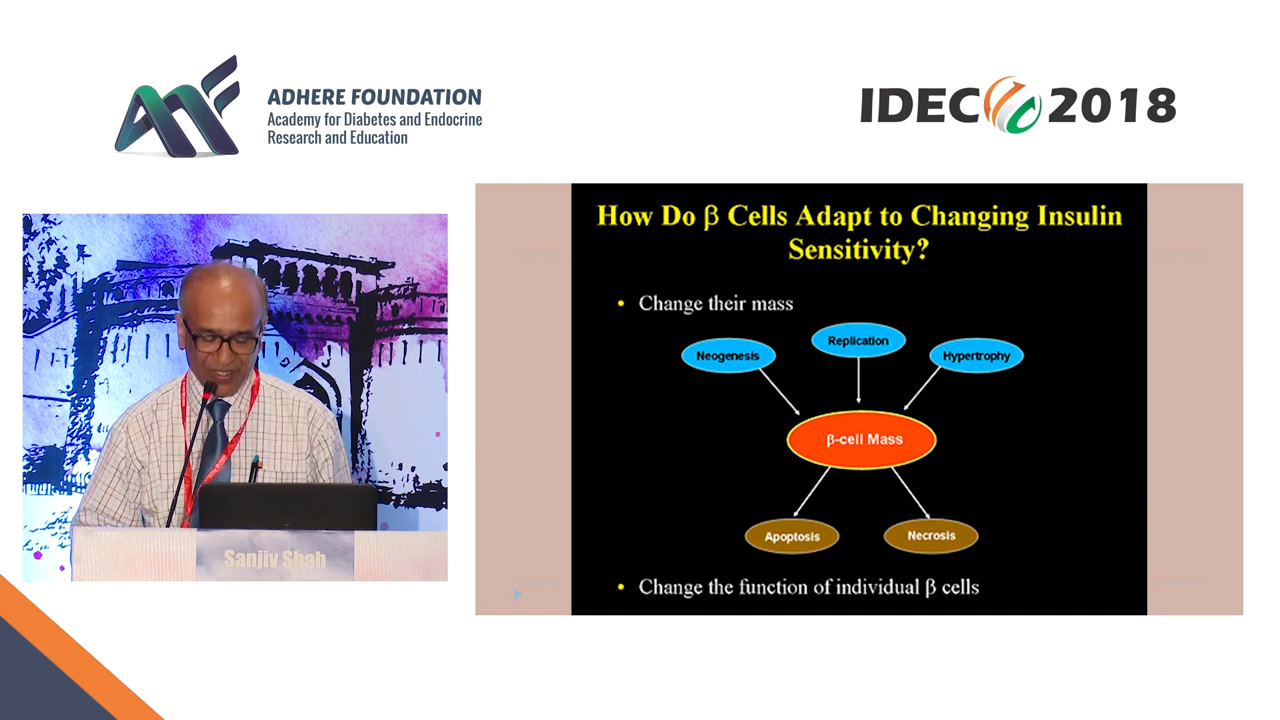 ADHERE FOUNDATION
Academy for Diabetes and Endocrine
Research and Education
IDEC 2018
Sanjiv Shah
How Do β Cells Adapt to Changing Insulin
Sensitivity?
• Change their mass
Neogenesis
Replication
Hypertrophy
β-cell Mass
Apoptosis
Necrosis
• Change the function of individual β cells